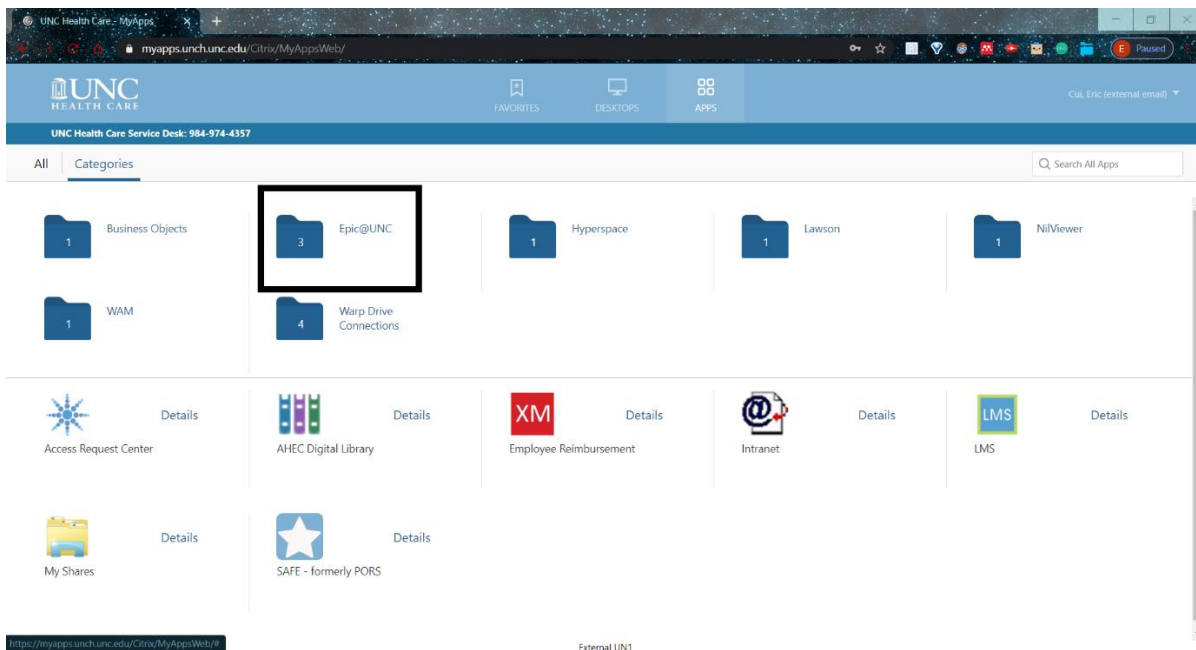 UNC Health Care - MyApps
myapps.unch.unc.edu/Citrix/MyAppsWeb/
E Paused
UNC
HEALTH CARE
FAVORITES
DESKTOPS
APPS
Cui, Eric (external email)
UNC Health Care Service Desk: 984-974-4357
All
Categories
Search All Apps
1
Business Objects
3
Epic@UNC
1
Hyperspace
1
Lawson
1
NilViewer
1
WAM
4
Warp Drive
Connections
Details
Access Request Center
Details
AHEC Digital Library
XM
Details
Employee Reimbursement
@
Details
Intranet
LMS
Details
LMS
Details
My Shares
Details
SAFE - formerly PORS
https://myapps.unch.unc.edu/Citrix/MyAppsWeb/#
External UN1